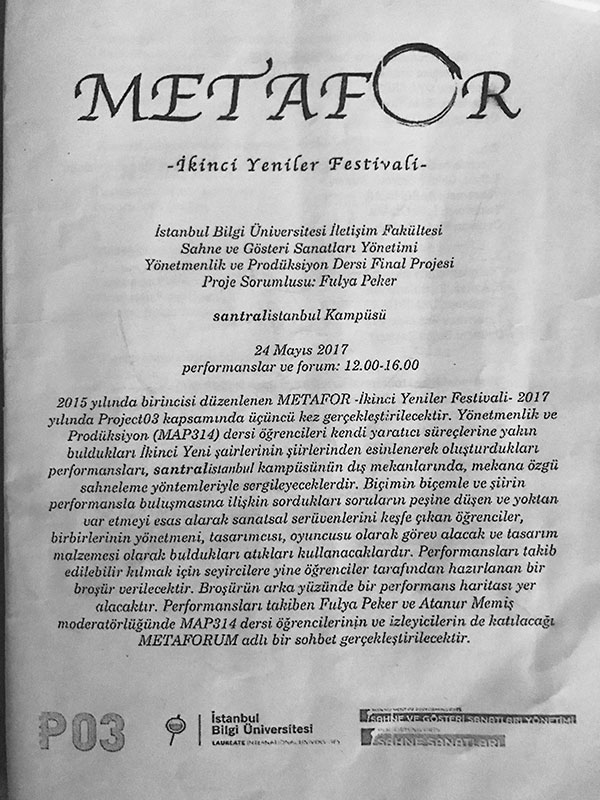 METAFOR
-İkinci Yeniler Festivali-
İstanbul Bilgi Üniversitesi İletişim Fakültesi
Sahne ve Gösteri Sanatları Yönetimi
Yönetmenlik ve Prodüksiyon Dersi Final Projesi
Proje Sorumlusu: Fulya Peker
santralistanbul Kampüsü
24 Mayıs 2017
performanslar ve forum: 12.00-16.00
2015 yılında birincisi düzenlenen METAFOR -İkinci Yeniler Festivali- 2017
yılında Project03 kapsamında üçüncü kez gerçekleştirilecektir. Yönetmenlik ve
Prodüksiyon (MAP314) dersi öğrencileri kendi yaratıcı süreçlerine yakın
buldukları İkinci Yeni şairlerinin şiirlerinden esinlenerek oluşturdukları
performansları, santralistanbul kampüsünün dış mekanlarında, mekana özgü
sahneleme yöntemleriyle sergileyeceklerdir. Biçimin biçemle ve şiirin
performansla buluşmasına ilişkin sordukları soruların peşine düşen ve yoktan
var etmeyi esas alarak sanatsal serüvenlerini keşfe çıkan öğrenciler,
birbirlerinin yönetmeni, tasarımcısı, oyuncusu olarak görev alacak ve tasarım
malzemesi olarak buldukları atıkları kullanacaklardır. Performansları takib
edilebilir kılmak için seyircilere yine öğrenciler tarafından hazırlanan bir
broşür verilecektir. Broşürün arka yüzünde bir performans haritası yer
alacaktır. Performansları takiben Fulya Peker ve Atanur Memiş
moderatörlüğünde MAP314 dersi öğrencilerinin ve izleyicilerin de katılacağı
METAFORUM adlı bir sohbet gerçekleştirilecektir.
P03
İstanbul
Bilgi Üniversitesi
LAUREATE INTERNATIONAL UNIVERSITIES
SAHNE VE GÖSTERİ SANATLARI YÖNETİMİ
SAHNE SANATLARI